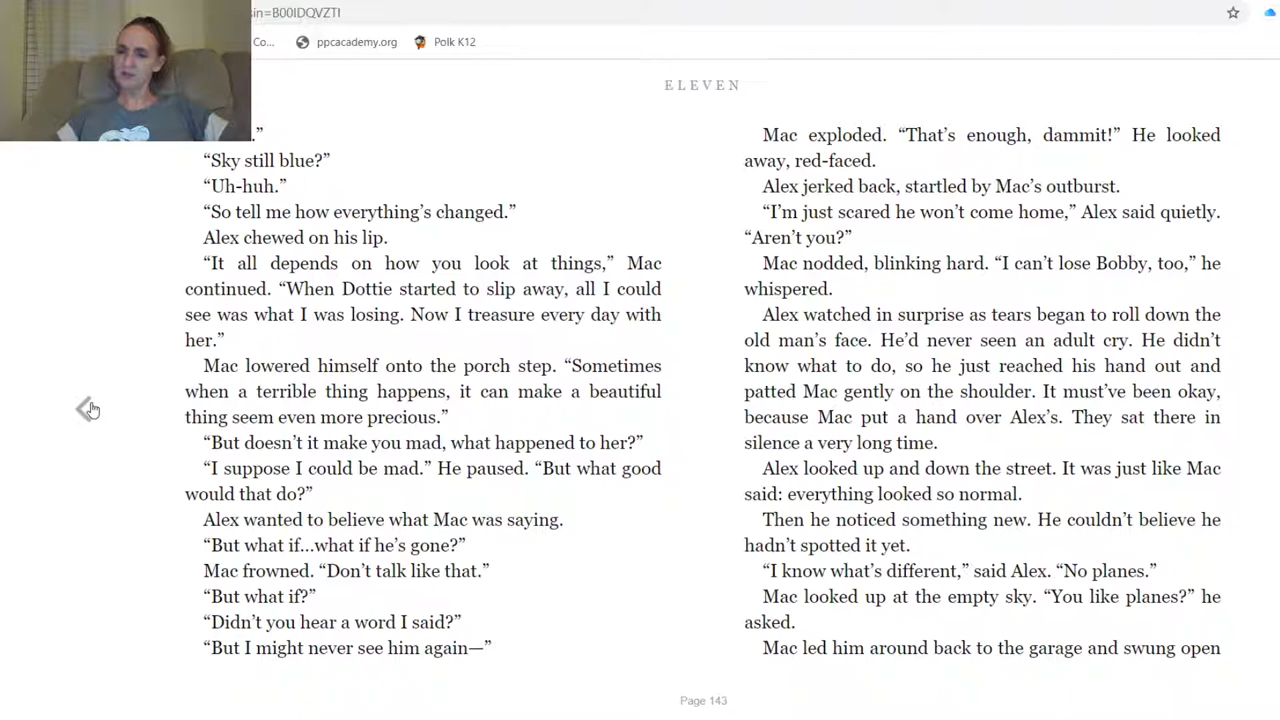 sin=B00IDQVZTI
Co... ppcacademy.org Polk K12
ELEVEN
.”
“Sky still blue?”
“Uh-huh.”
“So tell me how everything’s changed.”
Alex chewed on his lip.
“It all depends on how you look at things,” Mac
continued. “When Dottie started to slip away, all I could
see was what I was losing. Now I treasure every day with
her.”
Mac lowered himself onto the porch step. “Sometimes
when a terrible thing happens, it can make a beautiful
thing seem even more precious.”
“But doesn’t it make you mad, what happened to her?”
“I suppose I could be mad.” He paused. “But what good
would that do?”
Alex wanted to believe what Mac was saying.
“But what if...what if he’s gone?”
Mac frowned. “Don’t talk like that.”
“But what if?”
“Didn’t you hear a word I said?”
“But I might never see him again—”
Mac exploded. “That’s enough, dammit!” He looked
away, red-faced.
Alex jerked back, startled by Mac’s outburst.
“I’m just scared he won’t come home,” Alex said quietly.
“Aren’t you?”
Mac nodded, blinking hard. “I can’t lose Bobby, too,” he
whispered.
Alex watched in surprise as tears began to roll down the
old man’s face. He’d never seen an adult cry. He didn’t
know what to do, so he just reached his hand out and
patted Mac gently on the shoulder. It must’ve been okay,
because Mac put a hand over Alex’s. They sat there in
silence a very long time.
Alex looked up and down the street. It was just like Mac
said: everything looked so normal.
Then he noticed something new. He couldn’t believe he
hadn’t spotted it yet.
“I know what’s different,” said Alex. “No planes.”
Mac looked up at the empty sky. “You like planes?” he
asked.
Mac led him around back to the garage and swung open
Page 143